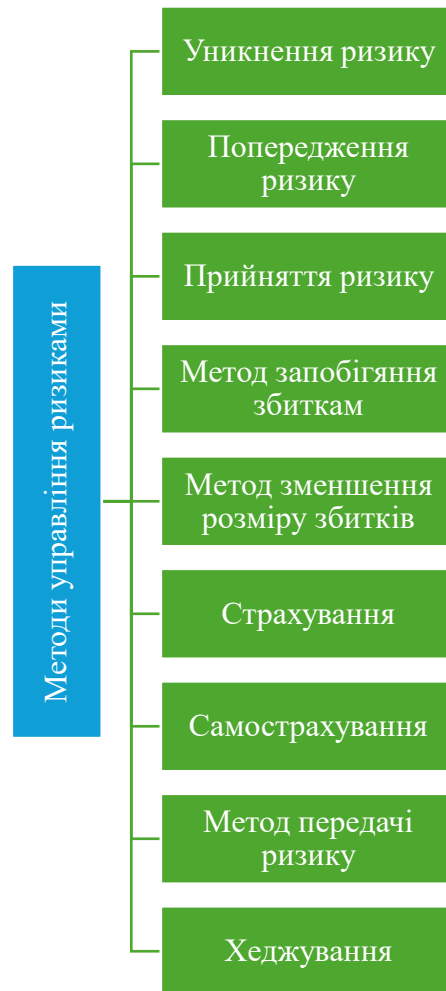 Методи управління ризиками
Уникнення ризику
Попередження
ризику
Прийняття ризику
Метод запобігяння
збиткам
Метод зменшення
розміру збитків
Страхування
Самострахування
Метод передачі
ризику
Хеджування